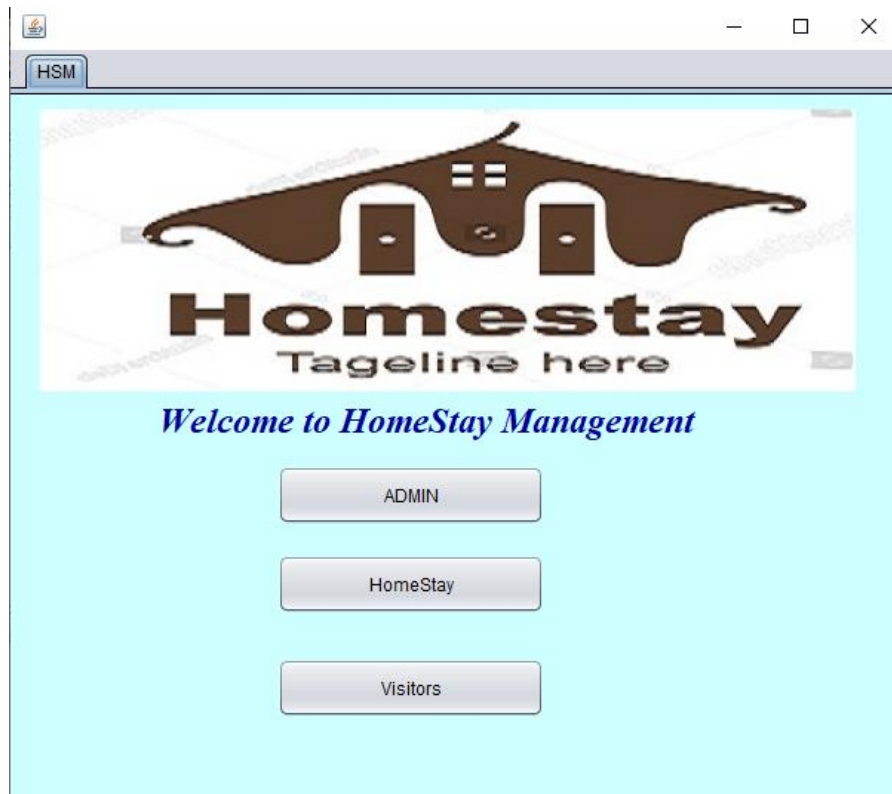 HSM
Homestay
Tageline here
Welcome to HomeStay Management
ADMIN
HomeStay
Visitors